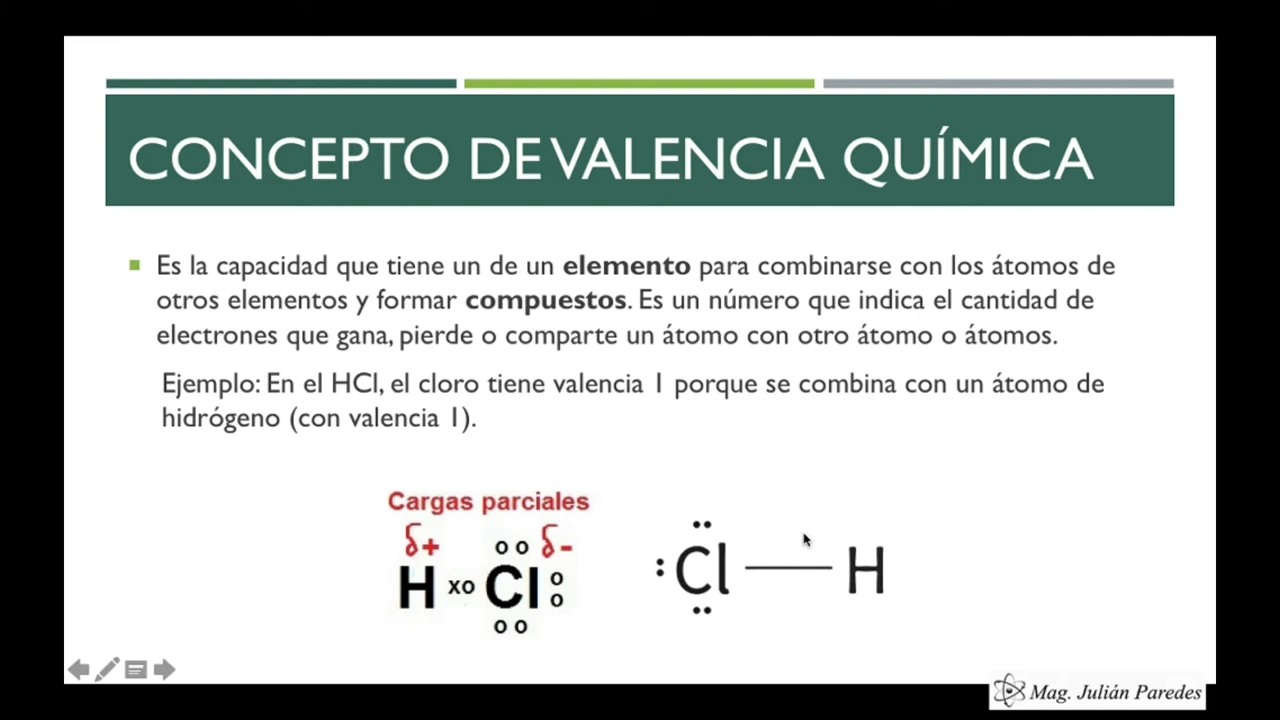 CONCEPTO DE VALENCIA QUÍMICA
Es la capacidad que tiene un de un elemento para combinarse con los átomos de
otros elementos y formar compuestos. Es un número que indica el cantidad de
electrones que gana, pierde o comparte un átomo con otro átomo o átomos.
Ejemplo: En el HCl, el cloro tiene valencia 1 porque se combina con un átomo de
hidrógeno (con valencia 1).
Cargas parciales
δ+ δ-
H xo Cl
Cl — H
Mag. Julián Paredes